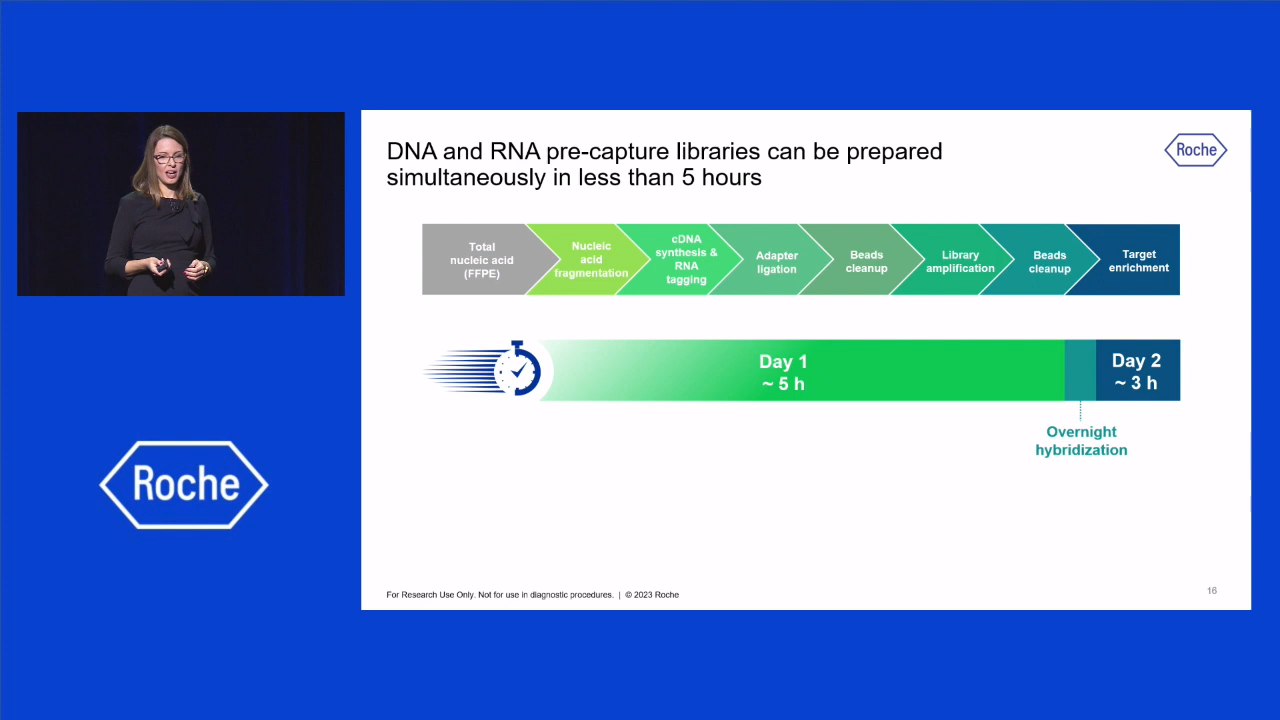 DNA and RNA pre-capture libraries can be prepared
simultaneously in less than 5 hours
Roche
Total
nucleic acid
(FFPE)
Nucleic
acid
fragmentation
cDNA
synthesis &
RNA
tagging
Adapter
ligation
Beads
cleanup
Library
amplification
Beads
cleanup
Target
enrichment
Day 1
~ 5 h
Day 2
~ 3 h
Overnight
hybridization
Roche
For Research Use Only. Not for use in diagnostic procedures. | © 2023 Roche
16